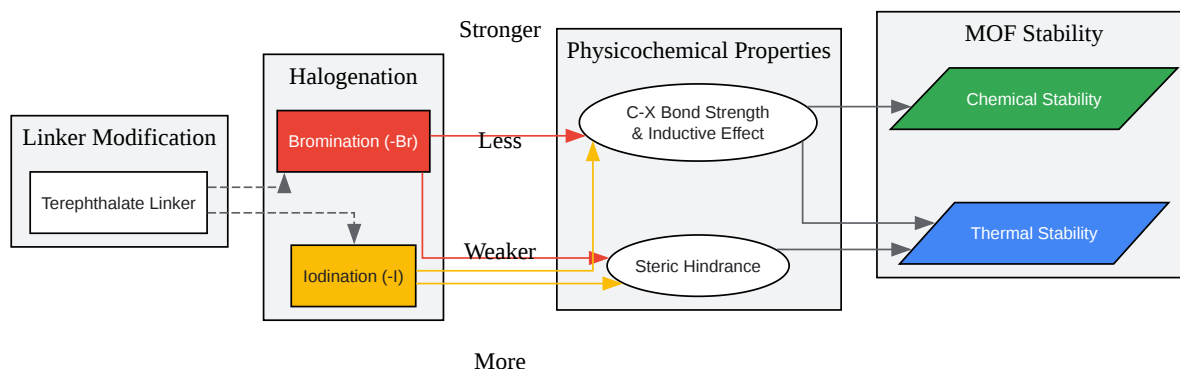 Linker Modification
Terephthalate Linker
Halogenation
Bromination (-Br)
Iodination (-I)
Stronger
Less
Weaker
More
Physicochemical Properties
C-X Bond Strength
& Inductive Effect
Steric Hindrance
MOF Stability
Chemical Stability
Thermal Stability